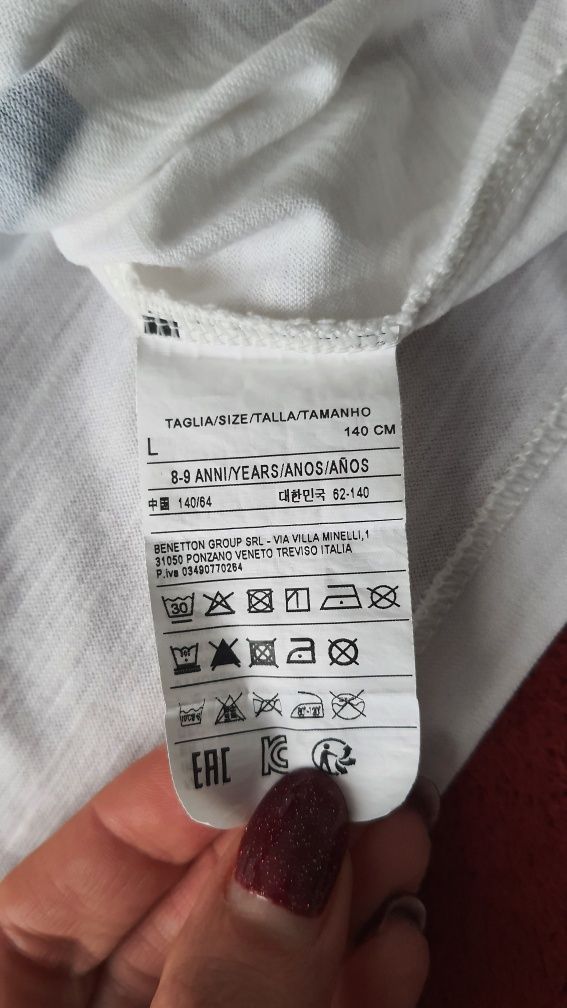 TAGLIA/SIZE/TALLA/TAMANHO
L 140 CM
8-9 ANNI/YEARS/ANOS/AÑOS
中国 140/64 대한민국 62-140
BENETTON GROUP SRL - VIA VILLA MINELLI,1
31050 PONZANO VENETO TREVISO ITALIA
P.iva 03490770264
30
EAC